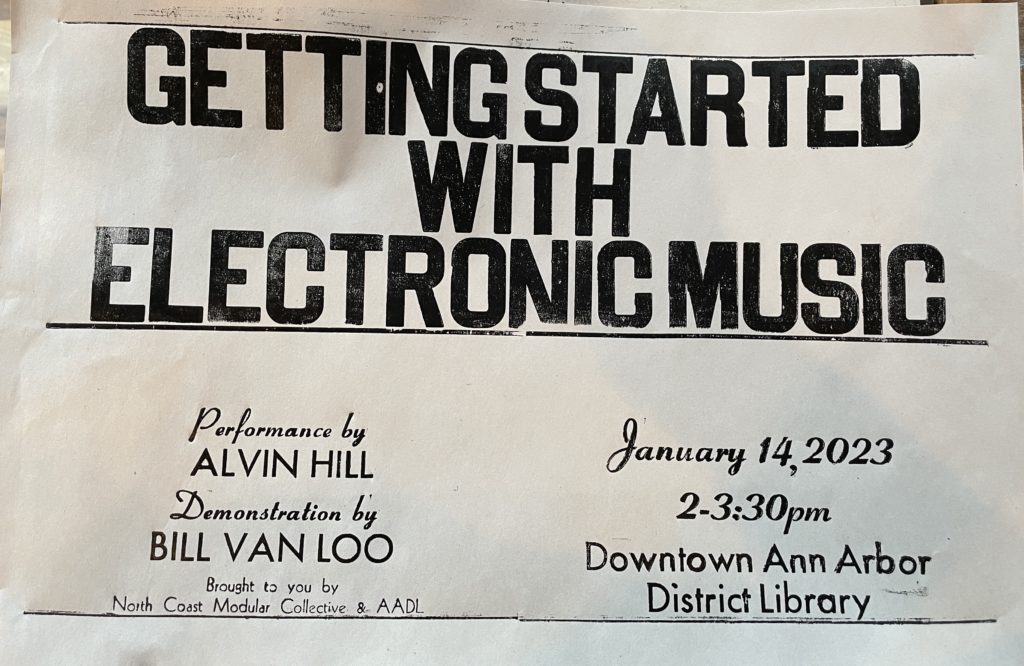 GETTING STARTED
WITH
ELECTRONIC MUSIC
Performance by
ALVIN HILL
Demonstration by
BILL VAN LOO
Brought to you by
North Coast Modular Collective & AADL
January 14, 2023
2-3:30pm
Downtown Ann Arbor
District Library